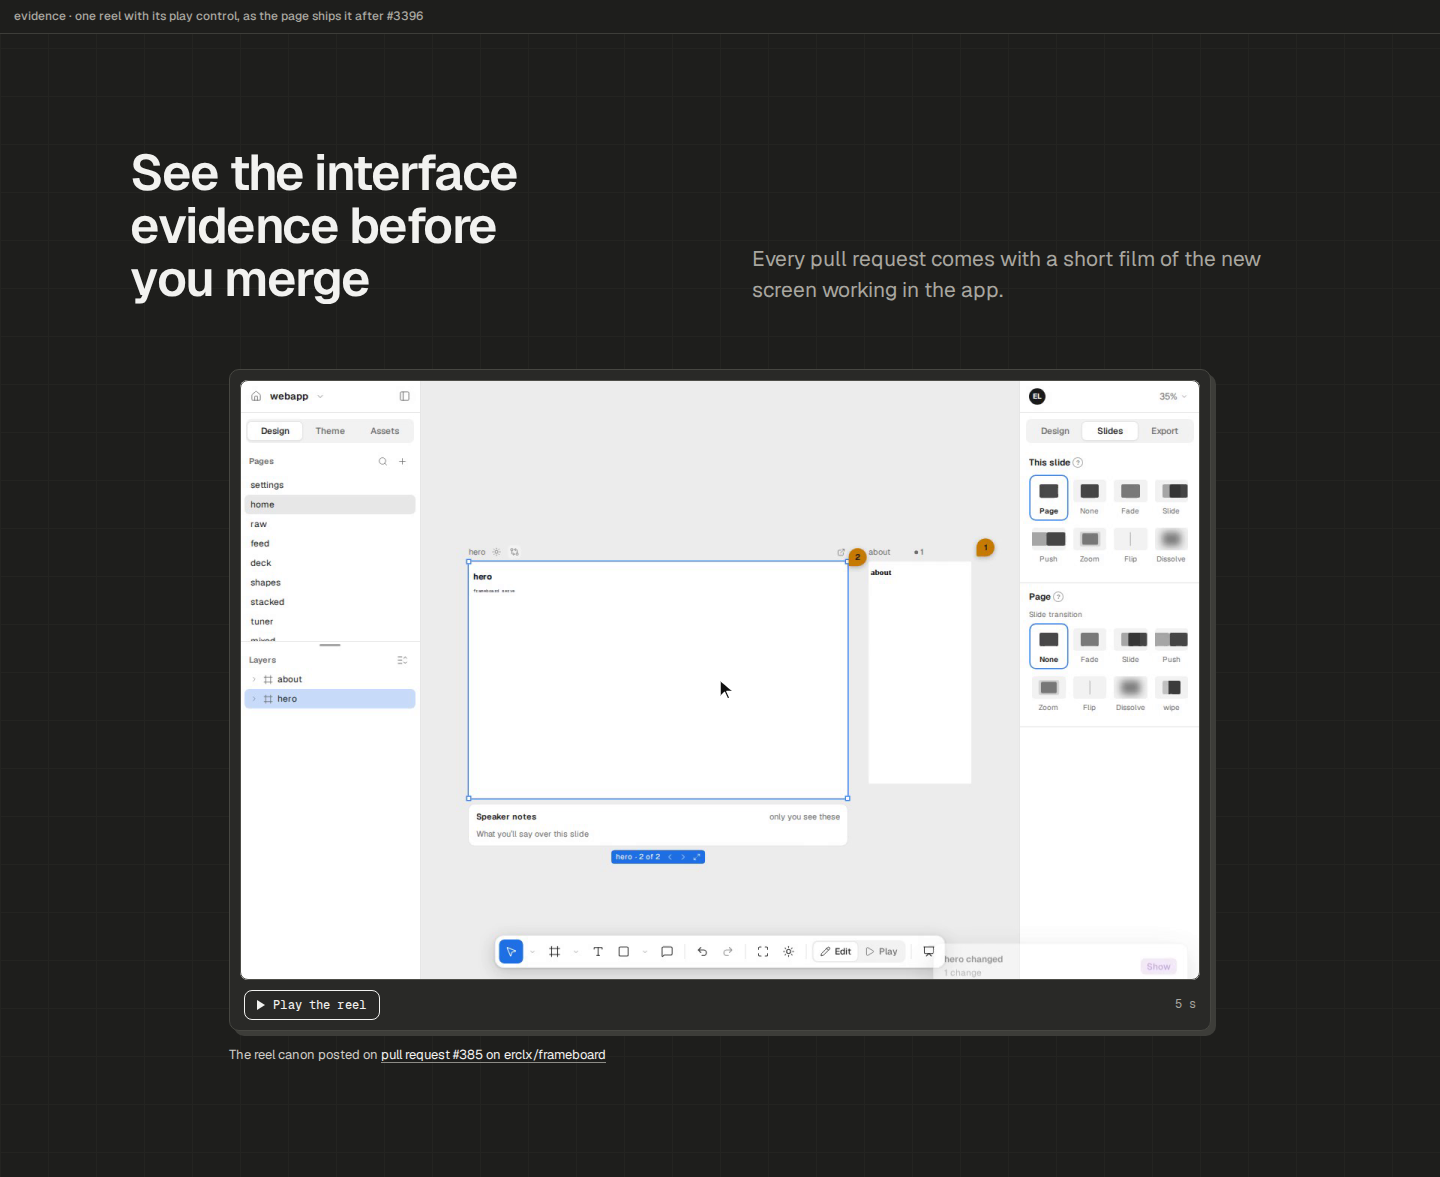 evidence · one reel with its play control, as the page ships it after #3396
See the interface
evidence before
you merge
Every pull request comes with a short film of the new
screen working in the app.
webapp
Design Theme Assets
Pages
settings
home
raw
feed
deck
shapes
stacked
tuner
mixed
Layers
about
hero
hero
2
about 1
1
hero
frameboard serve
about
Speaker notes only you see these
What you'll say over this slide
hero - 2 of 2
Edit Play
EL 35%
Design Slides Export
This slide ?
Page None Fade Slide
Push Zoom Flip Dissolve
Page ?
Slide transition
None Fade Slide Push
Zoom Flip Dissolve wipe
hero changed
1 change
Show
Play the reel 5 s
The reel canon posted on pull request #385 on erclx/frameboard